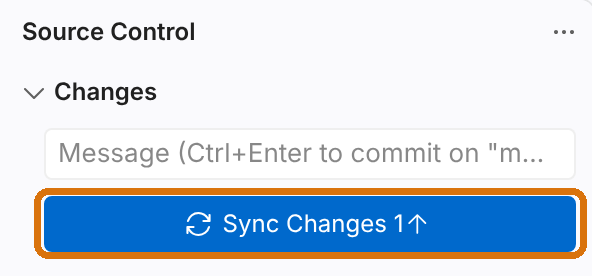 Source Control
Changes
Message (Ctrl+Enter to commit on "m...
Sync Changes 1↑